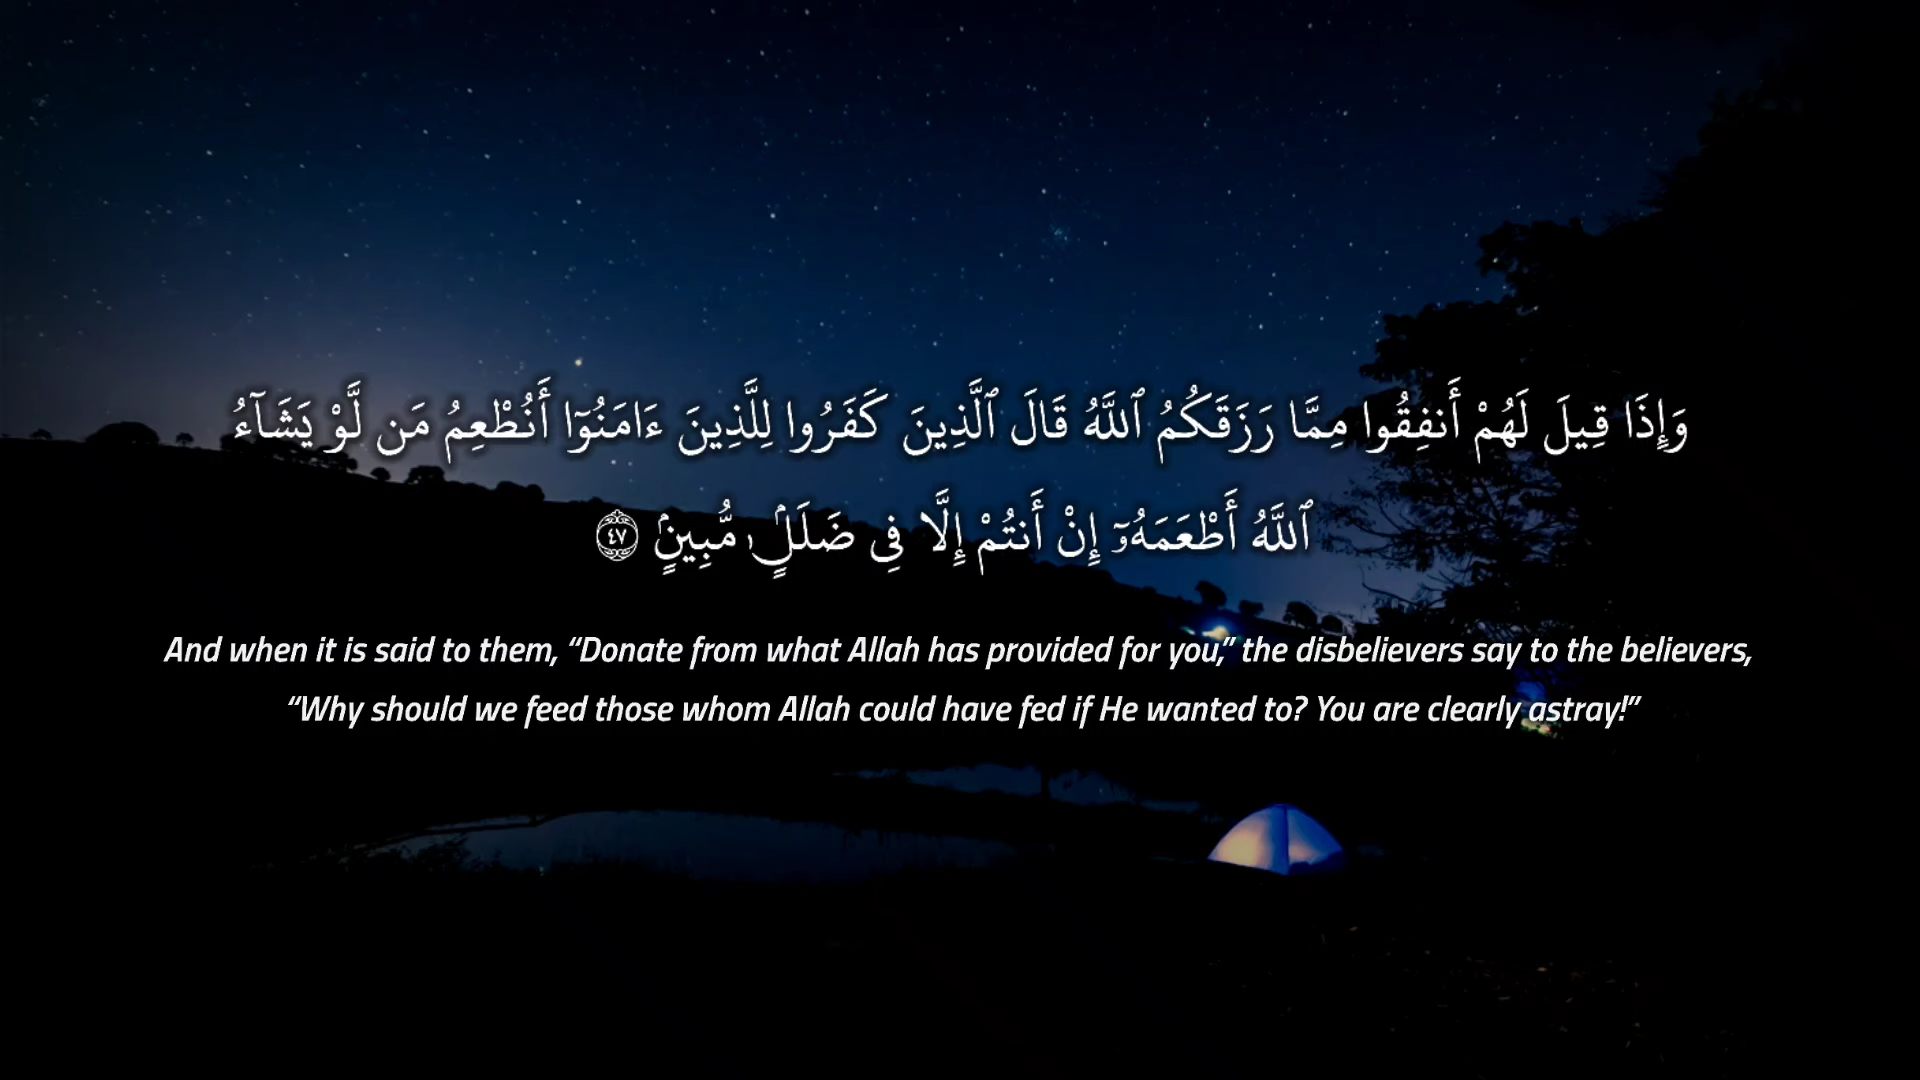 وَإِذَا قِيلَ لَهُمْ أَنفِقُوا مِمَّا رَزَقَكُمُ ٱللَّهُ قَالَ ٱلَّذِينَ كَفَرُوا لِلَّذِينَ ءَامَنُوٓا أَنُطْعِمُ مَن لَّوْ يَشَآءُ
ٱللَّهُ أَطْعَمَهُۥٓ إِنْ أَنتُمْ إِلَّا فِى ضَلَـٰلٍۢ مُّبِينٍۢ ٤٧
And when it is said to them, “Donate from what Allah has provided for you,” the disbelievers say to the believers,
“Why should we feed those whom Allah could have fed if He wanted to? You are clearly astray!”